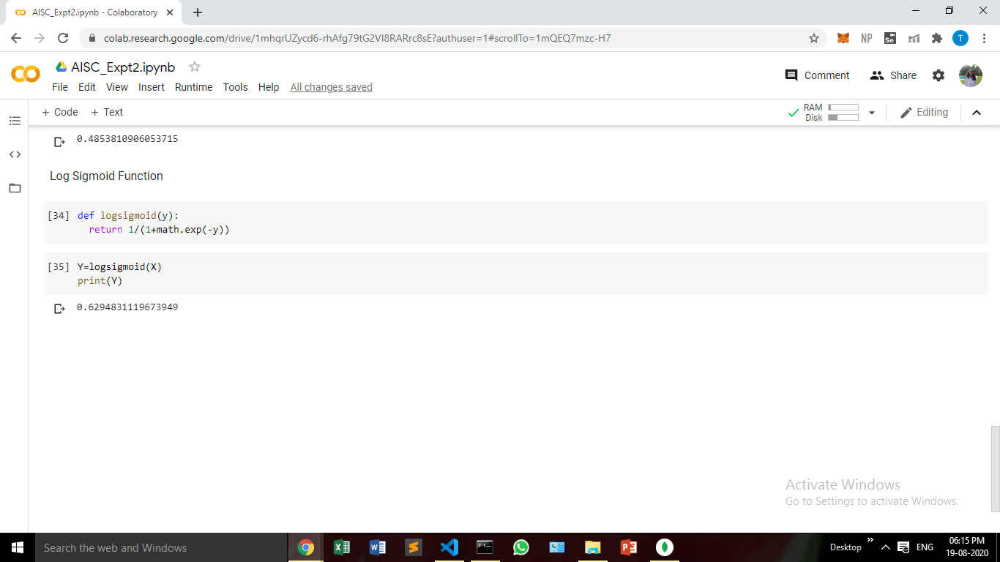 AISC_Expt2.ipynb - Colaboratory
colab.research.google.com/drive/1mhqrUZycd6-rhAfg79tG2VI8RARrc8sE?authuser=1#scrollTo=1mQEQ7mzc-H7
NP
Se
T
AISC_Expt2.ipynb
Comment
Share
File Edit View Insert Runtime Tools Help All changes saved
+ Code + Text
RAM
Disk
Editing
0.4853810906053715
Log Sigmoid Function
[34] def logsigmoid(y):
return 1/(1+math.exp(-y))
[35] Y=logsigmoid(X)
print(Y)
0.6294831119673949
Activate Windows
Go to Settings to activate Windows.
Search the web and Windows
Desktop
ENG
06:15 PM
19-08-2020